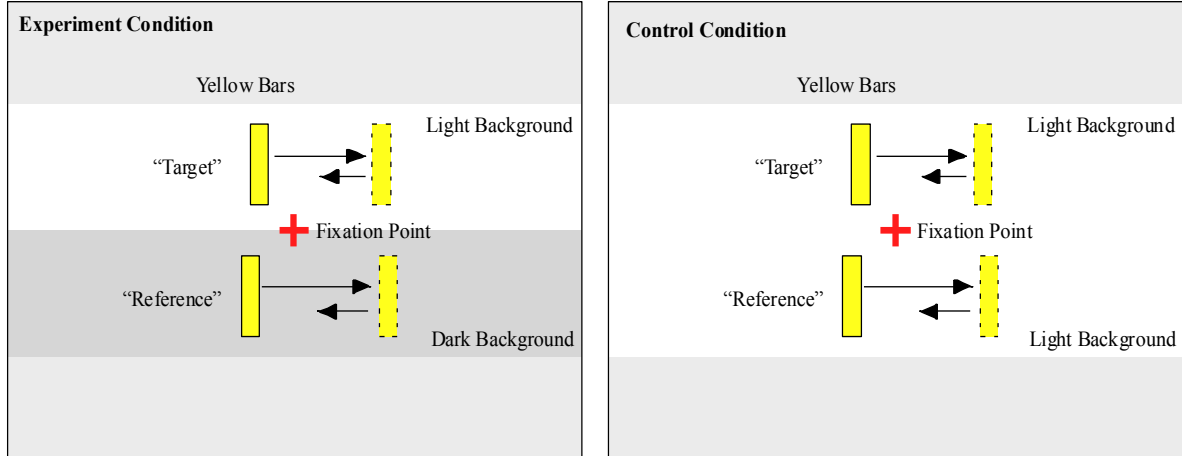 Experiment Condition
Yellow Bars
Light Background
“Target”
Fixation Point
“Reference”
Dark Background
Control Condition
Yellow Bars
Light Background
“Target”
Fixation Point
“Reference”
Light Background